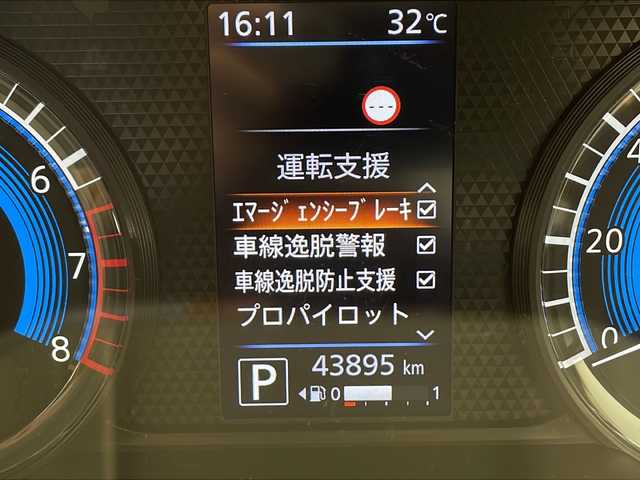 16:11 32℃
---
運転支援
エマージェンシーブレーキ
車線逸脱警報
車線逸脱防止支援
プロパイロット
P 43895 km
0 1
6
7
8
4
20
0